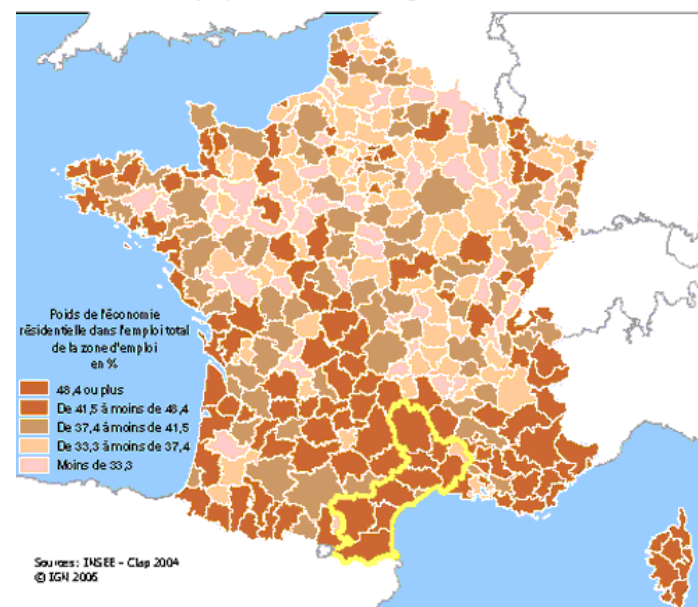 Poids de l'économie
résidentielle dans l'emploi total
de la zone d'emploi
en %
48,4 ou plus
De 41,5 à moins de 48,4
De 37,4 à moins de 41,5
De 33,3 à moins de 37,4
Moins de 33,3
Sources: INSEE - Clap 2004
© IGN 2006